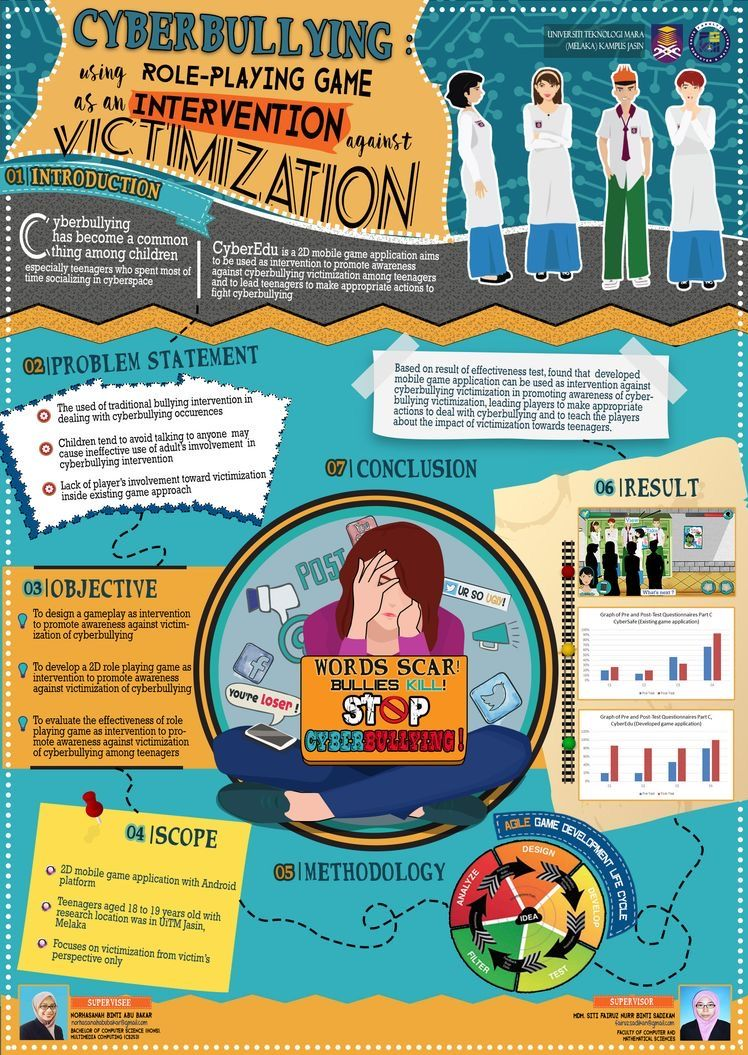 CYBERBULLYING :
using ROLE-PLAYING GAME
as an INTERVENTION against
VICTIMIZATION
UNIVERSITI TEKNOLOGI MARA
(MELAKA) KAMPUS JASIN
01 INTRODUCTION
Cyberbullying
has become a common
thing among children
especially teenagers who spent most of
time socializing in cyberspace
CyberEdu is a 2D mobile game application aims
to be used as intervention to promote awareness
against cyberbullying victimization among teenagers
and to lead teenagers to make appropriate actions to
fight cyberbullying
02|PROBLEM STATEMENT
The used of traditional bullying intervention in
dealing with cyberbullying occurences
Children tend to avoid talking to anyone may
cause ineffective use of adult's involvement in
cyberbullying intervention
Lack of player's involvement toward victimization
inside existing game approach
Based on result of effectiveness test, found that developed
mobile game application can be used as intervention against
cyberbullying victimization in promoting awareness of cyber-
bullying victimization, leading players to make appropriate
actions to deal with cyberbullying and to teach the players
about the impact of victimization towards teenagers.
07|CONCLUSION
03|OBJECTIVE
To design a gameplay as intervention
to promote awareness against victim-
ization of cyberbullying
To develop a 2D role playing game as
intervention to promote awareness
against victimization of cyberbullying
To evaluate the effectiveness of role
playing game as intervention to pro-
mote awareness against victimization
of cyberbullying among teenagers
POST
UR SO UGLY!
you're loser!
WORDS SCAR!
BULLIES KILL!
STOP
CYBERBULLYING!
06|RESULT
What's next ?
Graph of Pre and Post-Test Questionnaires Part C
CyberSafe (Existing game application)
Graph of Pre and Post-Test Questionnaires Part C,
CyberEdu (Developed game application)
04|SCOPE
2D mobile game application with Android
platform
Teenagers aged 18 to 19 years old with
research location was in UiTM Jasin,
Melaka
Focuses on victimization from victim's
perspective only
05|METHODOLOGY
AGILE GAME DEVELOPMENT LIFE CYCLE
DESIGN
DEVELOP
TEST
FILTER
ANALYZE
IDEA
SUPERVISEE
NORHASANAH BINTI ABU BAKAR
norhasanahabubakar@gmail.com
BACHELOR OF COMPUTER SCIENCE (HONS).
MULTIMEDIA COMPUTING (CS253)
SUPERVISOR
MDM. SITI FAIRUZ NURR BINTI SADIKAN
fairuz.sadikan@gmail.com
FACULTY OF COMPUTER AND
MATHEMATICAL SCIENCES